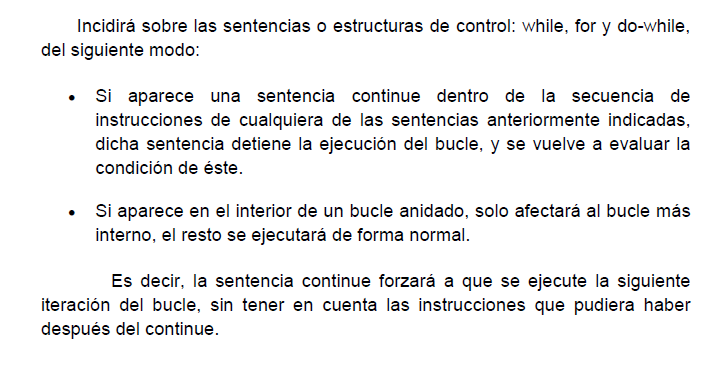 Incidirá sobre las sentencias o estructuras de control: while, for y do-while,
del siguiente modo:
• Si aparece una sentencia continue dentro de la secuencia de
instrucciones de cualquiera de las sentencias anteriormente indicadas,
dicha sentencia detiene la ejecución del bucle, y se vuelve a evaluar la
condición de éste.
• Si aparece en el interior de un bucle anidado, solo afectará al bucle más
interno, el resto se ejecutará de forma normal.
Es decir, la sentencia continue forzará a que se ejecute la siguiente
iteración del bucle, sin tener en cuenta las instrucciones que pudiera haber
después del continue.